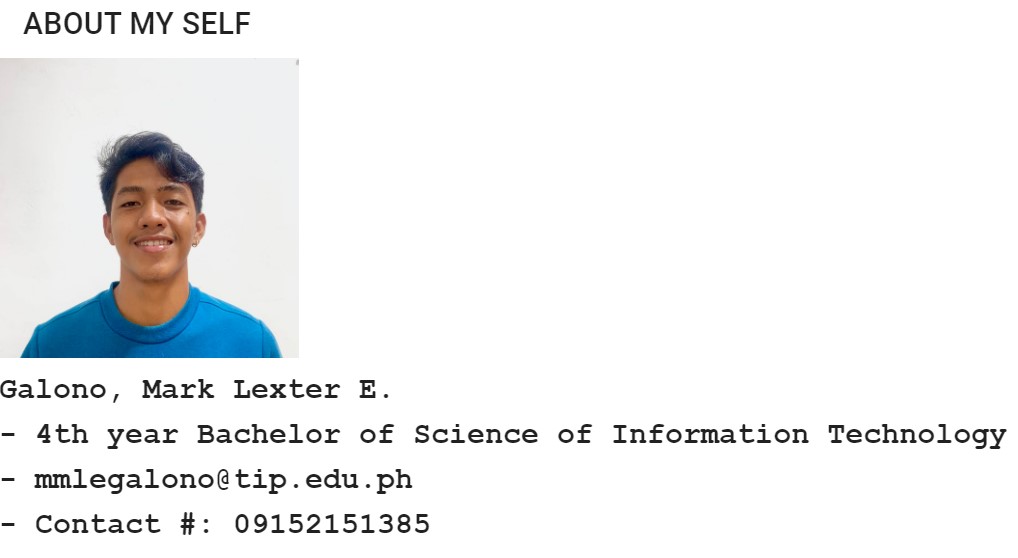 ABOUT MY SELF
Galono, Mark Lexter E.
- 4th year Bachelor of Science of Information Technology
- mmlegalono@tip.edu.ph
- Contact #: 09152151385